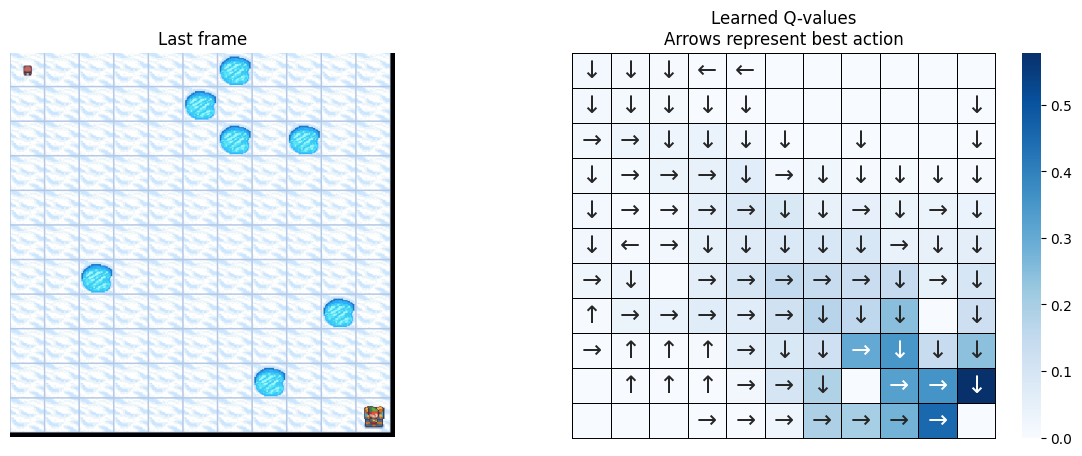 Last frame
Learned Q-values
Arrows represent best action
↓ ↓ ↓ ← ←
↓ ↓ ↓ ↓ ↓ ↓
→ → ↓ ↓ ↓ ↓ ↓ ↓
↓ → → → ↓ → ↓ ↓ ↓ ↓ ↓
↓ → → → → ↓ ↓ → ↓ → ↓
↓ ← → ↓ ↓ ↓ ↓ ↓ → ↓ ↓
→ ↓ → → → → → ↓ → ↓
↑ → → → → → ↓ ↓ ↓ ↓
→ ↑ ↑ ↑ → ↓ ↓ → ↓ ↓ ↓
↑ ↑ ↑ → → ↓ → → ↓
→ → → → → → →
0.5
0.4
0.3
0.2
0.1
0.0